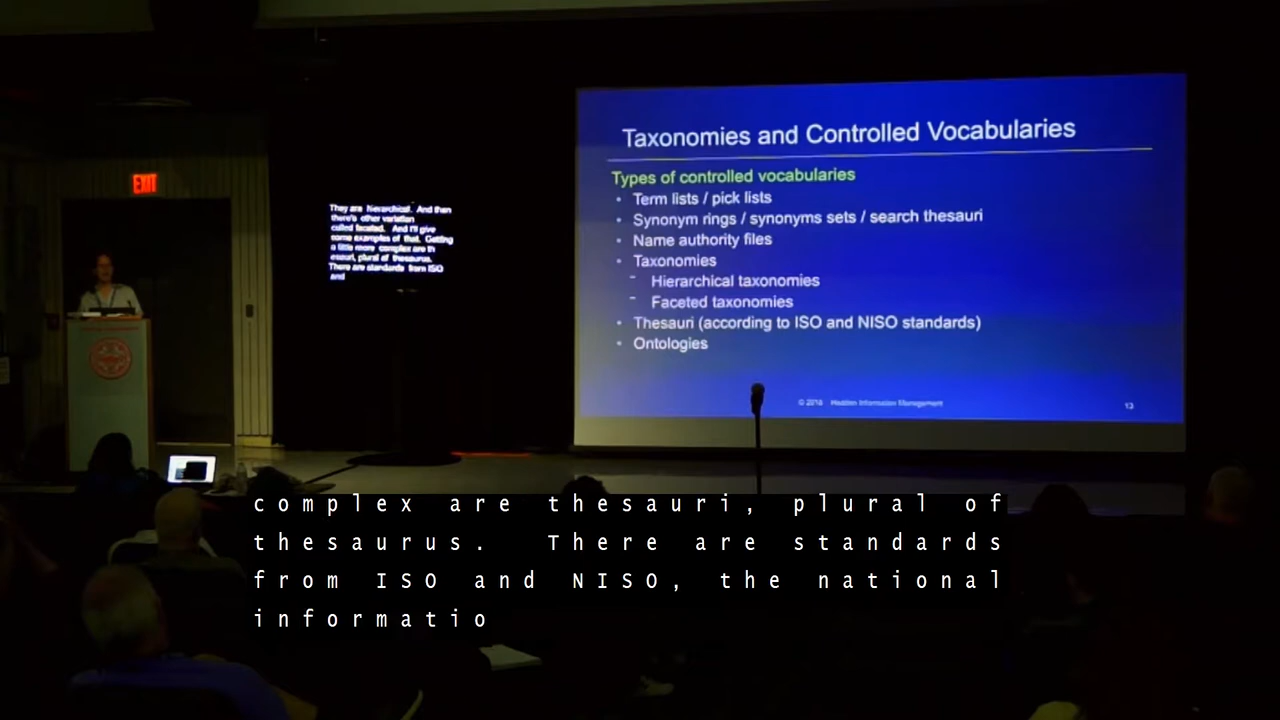 EXIT
They are hierarchical. And then
there's other variation
called faceted. And I'll give
some examples of that. Getting
a little more complex are th
esauri, plural of thesaurus.
There are standards from ISO
and
Taxonomies and Controlled Vocabularies
Types of controlled vocabularies
• Term lists / pick lists
• Synonym rings / synonyms sets / search thesauri
• Name authority files
• Taxonomies
- Hierarchical taxonomies
- Faceted taxonomies
• Thesauri (according to ISO and NISO standards)
• Ontologies
Information Management
13
complex are thesauri, plural of
thesaurus. There are standards
from ISO and NISO, the national
informatio